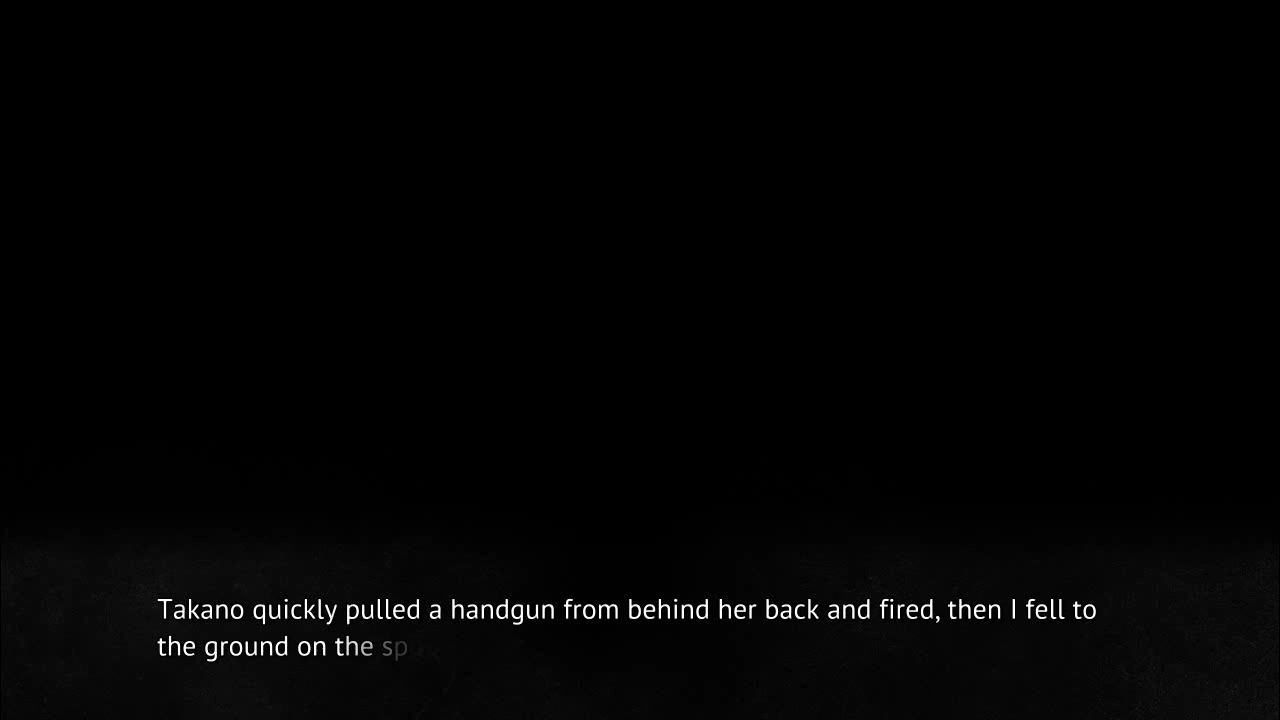 Takano quickly pulled a handgun from behind her back and fired, then I fell to
the ground on the sp